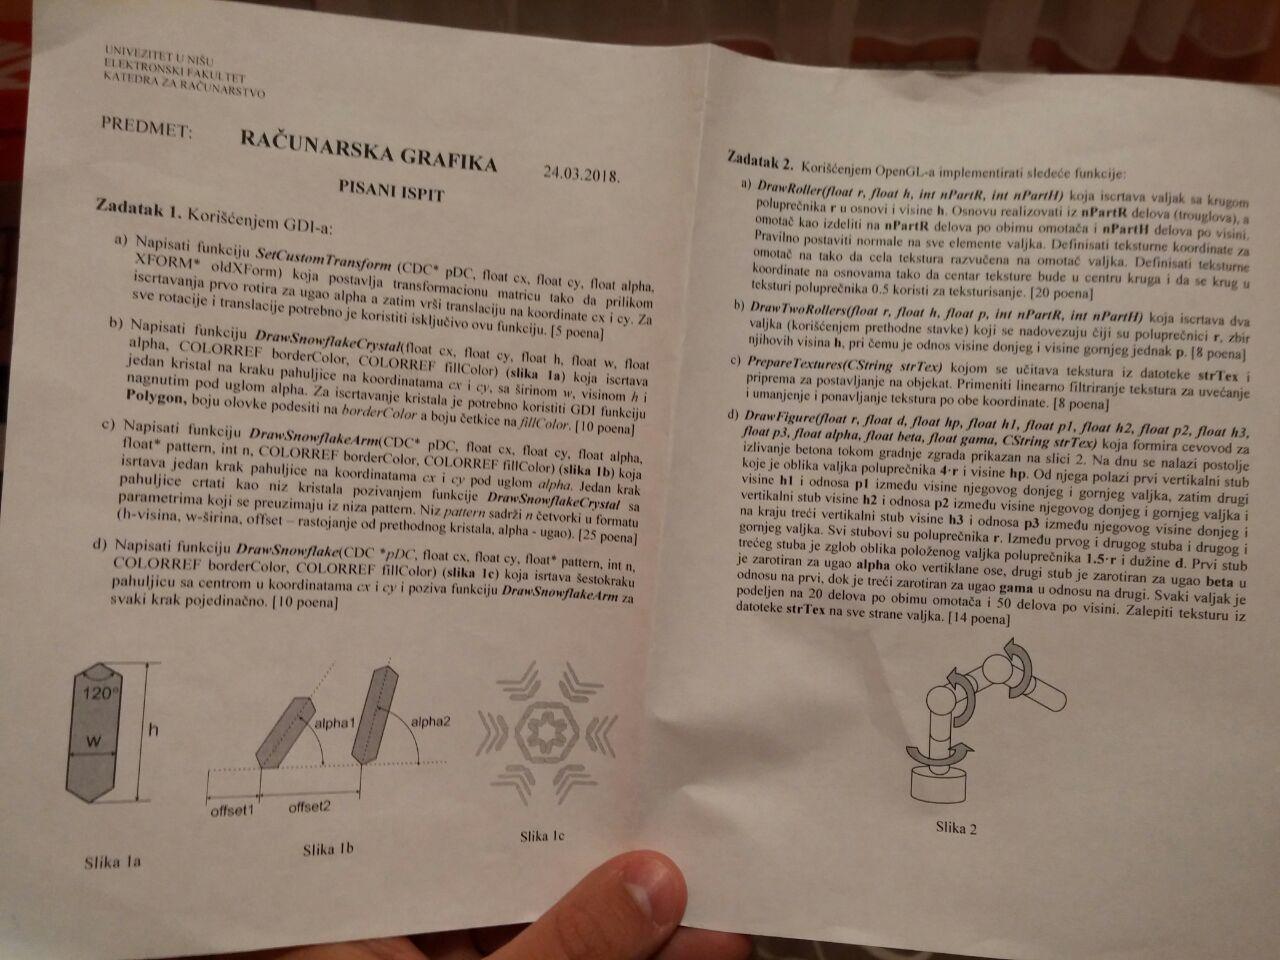 UNIVEZITET U NIŠU
ELEKTRONSKI FAKULTET
KATEDRA ZA RAČUNARSTVO
PREDMET: RAČUNARSKA GRAFIKA 24.03.2018.
PISANI ISPIT
Zadatak 1. Korišćenjem GDI-a:
a) Napisati funkciju SetCustomTransform (CDC* pDC, float cx, float cy, float alpha,
XFORM* oldXForm) koja postavlja transformacionu matricu tako da prilikom
iscrtavanja prvo rotira za ugao alpha a zatim vrši translaciju na koordinate cx i cy. Za
sve rotacije i translacije potrebno je koristiti isključivo ovu funkciju. [5 poena]
b) Napisati funkciju DrawSnowflakeCrystal(float cx, float cy, float h, float w, float
alpha, COLORREF borderColor, COLORREF fillColor) (slika 1a) koja iscrtava
jedan kristal na kraku pahuljice na koordinatama cx i cy, sa širinom w, visinom h i
nagnutim pod uglom alpha. Za iscrtavanje kristala je potrebno koristiti GDI funkciju
Polygon, boju olovke podesiti na borderColor a boju četkice na fillColor. [10 poena]
c) Napisati funkciju DrawSnowflakeArm(CDC* pDC, float cx, float cy, float alpha,
float* pattern, int n, COLORREF borderColor, COLORREF fillColor) (slika 1b) koja
isrtava jedan krak pahuljice na koordinatama cx i cy pod uglom alpha. Jedan krak
pahuljice crtati kao niz kristala pozivanjem funkcije DrawSnowflakeCrystal sa
parametrima koji se preuzimaju iz niza pattern. Niz pattern sadrži n četvorki u formatu
(h-visina, w-širina, offset – rastojanje od prethodnog kristala, alpha - ugao). [25 poena]
d) Napisati funkciju DrawSnowflake(CDC *pDC, float cx, float cy, float* pattern, int n,
COLORREF borderColor, COLORREF fillColor) (slika 1c) koja isrtava šestokraku
pahuljicu sa centrom u koordinatama cx i cy i poziva funkciju DrawSnowflakeArm za
svaki krak pojedinačno. [10 poena]
120°
w
h
Slika 1a
alpha1
alpha2
offset1
offset2
Slika 1b
Slika 1c
Zadatak 2. Korišćenjem OpenGL-a implementirati sledeće funkcije:
a) DrawRoller(float r, float h, int nPartR, int nPartH) koja iscrtava valjak sa krugom
poluprečnika r u osnovi i visine h. Osnovu realizovati iz nPartR delova (trouglova), a
omotač kao izdeliti na nPartR delova po obimu omotača i nPartH delova po visini.
Pravilno postaviti normale na sve elemente valjka. Definisati teksturne koordinate za
omotač na tako da cela tekstura razvučena na omotač valjka. Definisati teksturne
koordinate na osnovama tako da centar teksture bude u centru kruga i da se krug u
teksturi poluprečnika 0.5 koristi za teksturisanje. [20 poena]
b) DrawTwoRollers(float r, float h, float p, int nPartR, int nPartH) koja iscrtava dva
valjka (korišćenjem prethodne stavke) koji se nadovezuju čiji su poluprečnici r, zbir
njihovih visina h, pri čemu je odnos visine donjeg i visine gornjeg jednak p. [8 poena]
c) PrepareTextures(CString strTex) kojom se učitava tekstura iz datoteke strTex i
priprema za postavljanje na objekat. Primeniti linearno filtriranje tekstura za uvećanje
i umanjenje i ponavljanje tekstura po obe koordinate. [8 poena]
d) DrawFigure(float r, float d, float hp, float h1, float p1, float h2, float p2, float h3,
float p3, float alpha, float beta, float gama, CString strTex) koja formira cevovod za
izlivanje betona tokom gradnje zgrada prikazan na slici 2. Na dnu se nalazi postolje
koje je oblika valjka poluprečnika 4·r i visine hp. Od njega polazi prvi vertikalni stub
visine h1 i odnosa p1 između visine njegovog donjeg i gornjeg valjka, zatim drugi
vertikalni stub visine h2 i odnosa p2 između visine njegovog donjeg i gornjeg valjka i
na kraju treći vertikalni stub visine h3 i odnosa p3 između njegovog visine donjeg i
gornjeg valjka. Svi stubovi su poluprečnika r. Između prvog i drugog stuba i drugog i
trećeg stuba je zglob oblika položenog valjka poluprečnika 1.5·r i dužine d. Prvi stub
je zarotiran za ugao alpha oko vertiklane ose, drugi stub je zarotiran za ugao beta u
odnosu na prvi, dok je treći zarotiran za ugao gama u odnosu na drugi. Svaki valjak je
podeljen na 20 delova po obimu omotača i 50 delova po visini. Zalepiti teksturu iz
datoteke strTex na sve strane valjka. [14 poena]
Slika 2